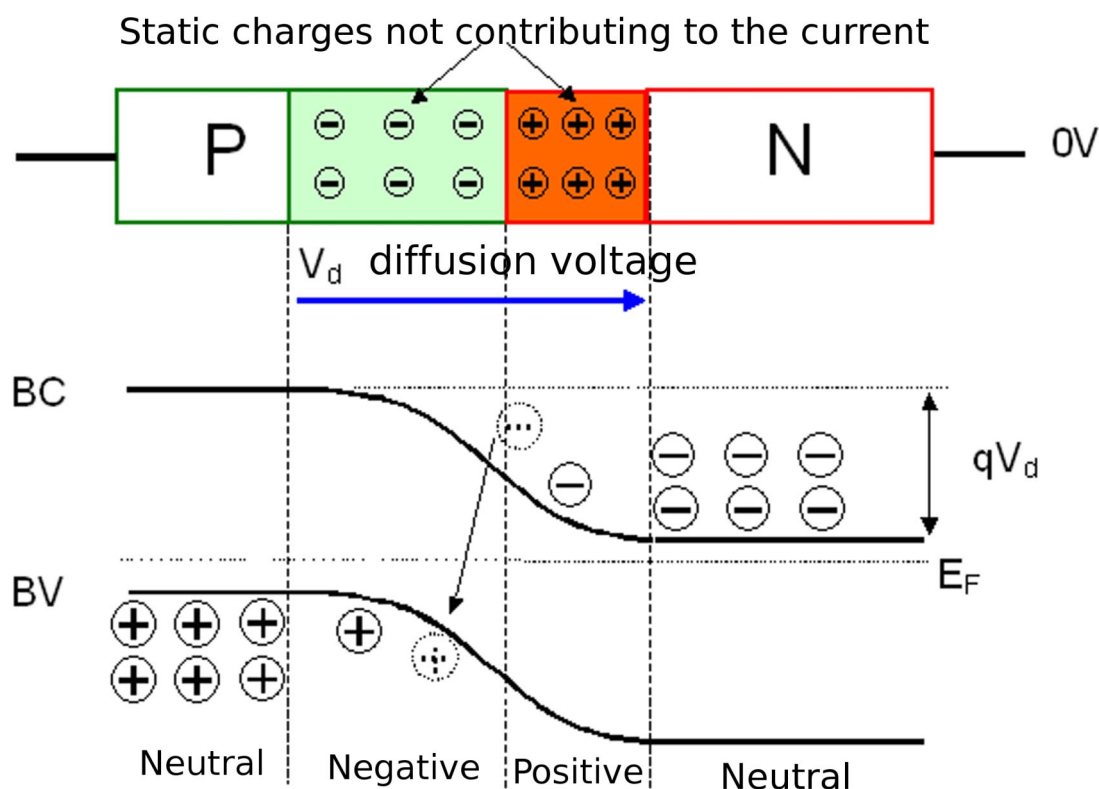 Static charges not contributing to the current
P
N
0V
Vd diffusion voltage
BC
qVd
EF
BV
Neutral
Negative
Positive
Neutral